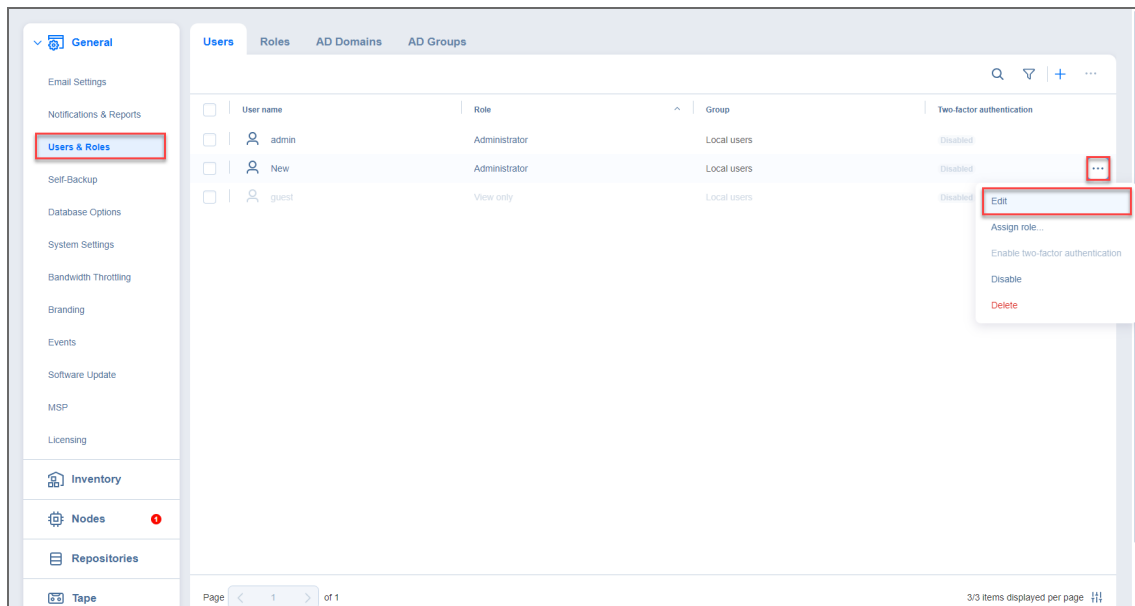 General
Email Settings
Notifications & Reports
Users & Roles
Self-Backup
Database Options
System Settings
Bandwidth Throttling
Branding
Events
Software Update
MSP
Licensing
Inventory
Nodes 1
Repositories
Tape
Users Roles AD Domains AD Groups
User name Role Group Two-factor authentication
admin Administrator Local users Disabled
New Administrator Local users Disabled
guest View only Local users Disabled
Edit
Assign role...
Enable two-factor authentication
Disable
Delete
Page 1 of 1 3/3 items displayed per page